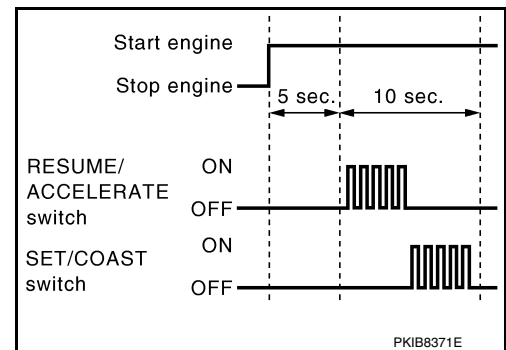 Start engine
Stop engine
5 sec. 10 sec.
RESUME/ ON
ACCELERATE
switch OFF
SET/COAST ON
switch OFF
PKIB8371E